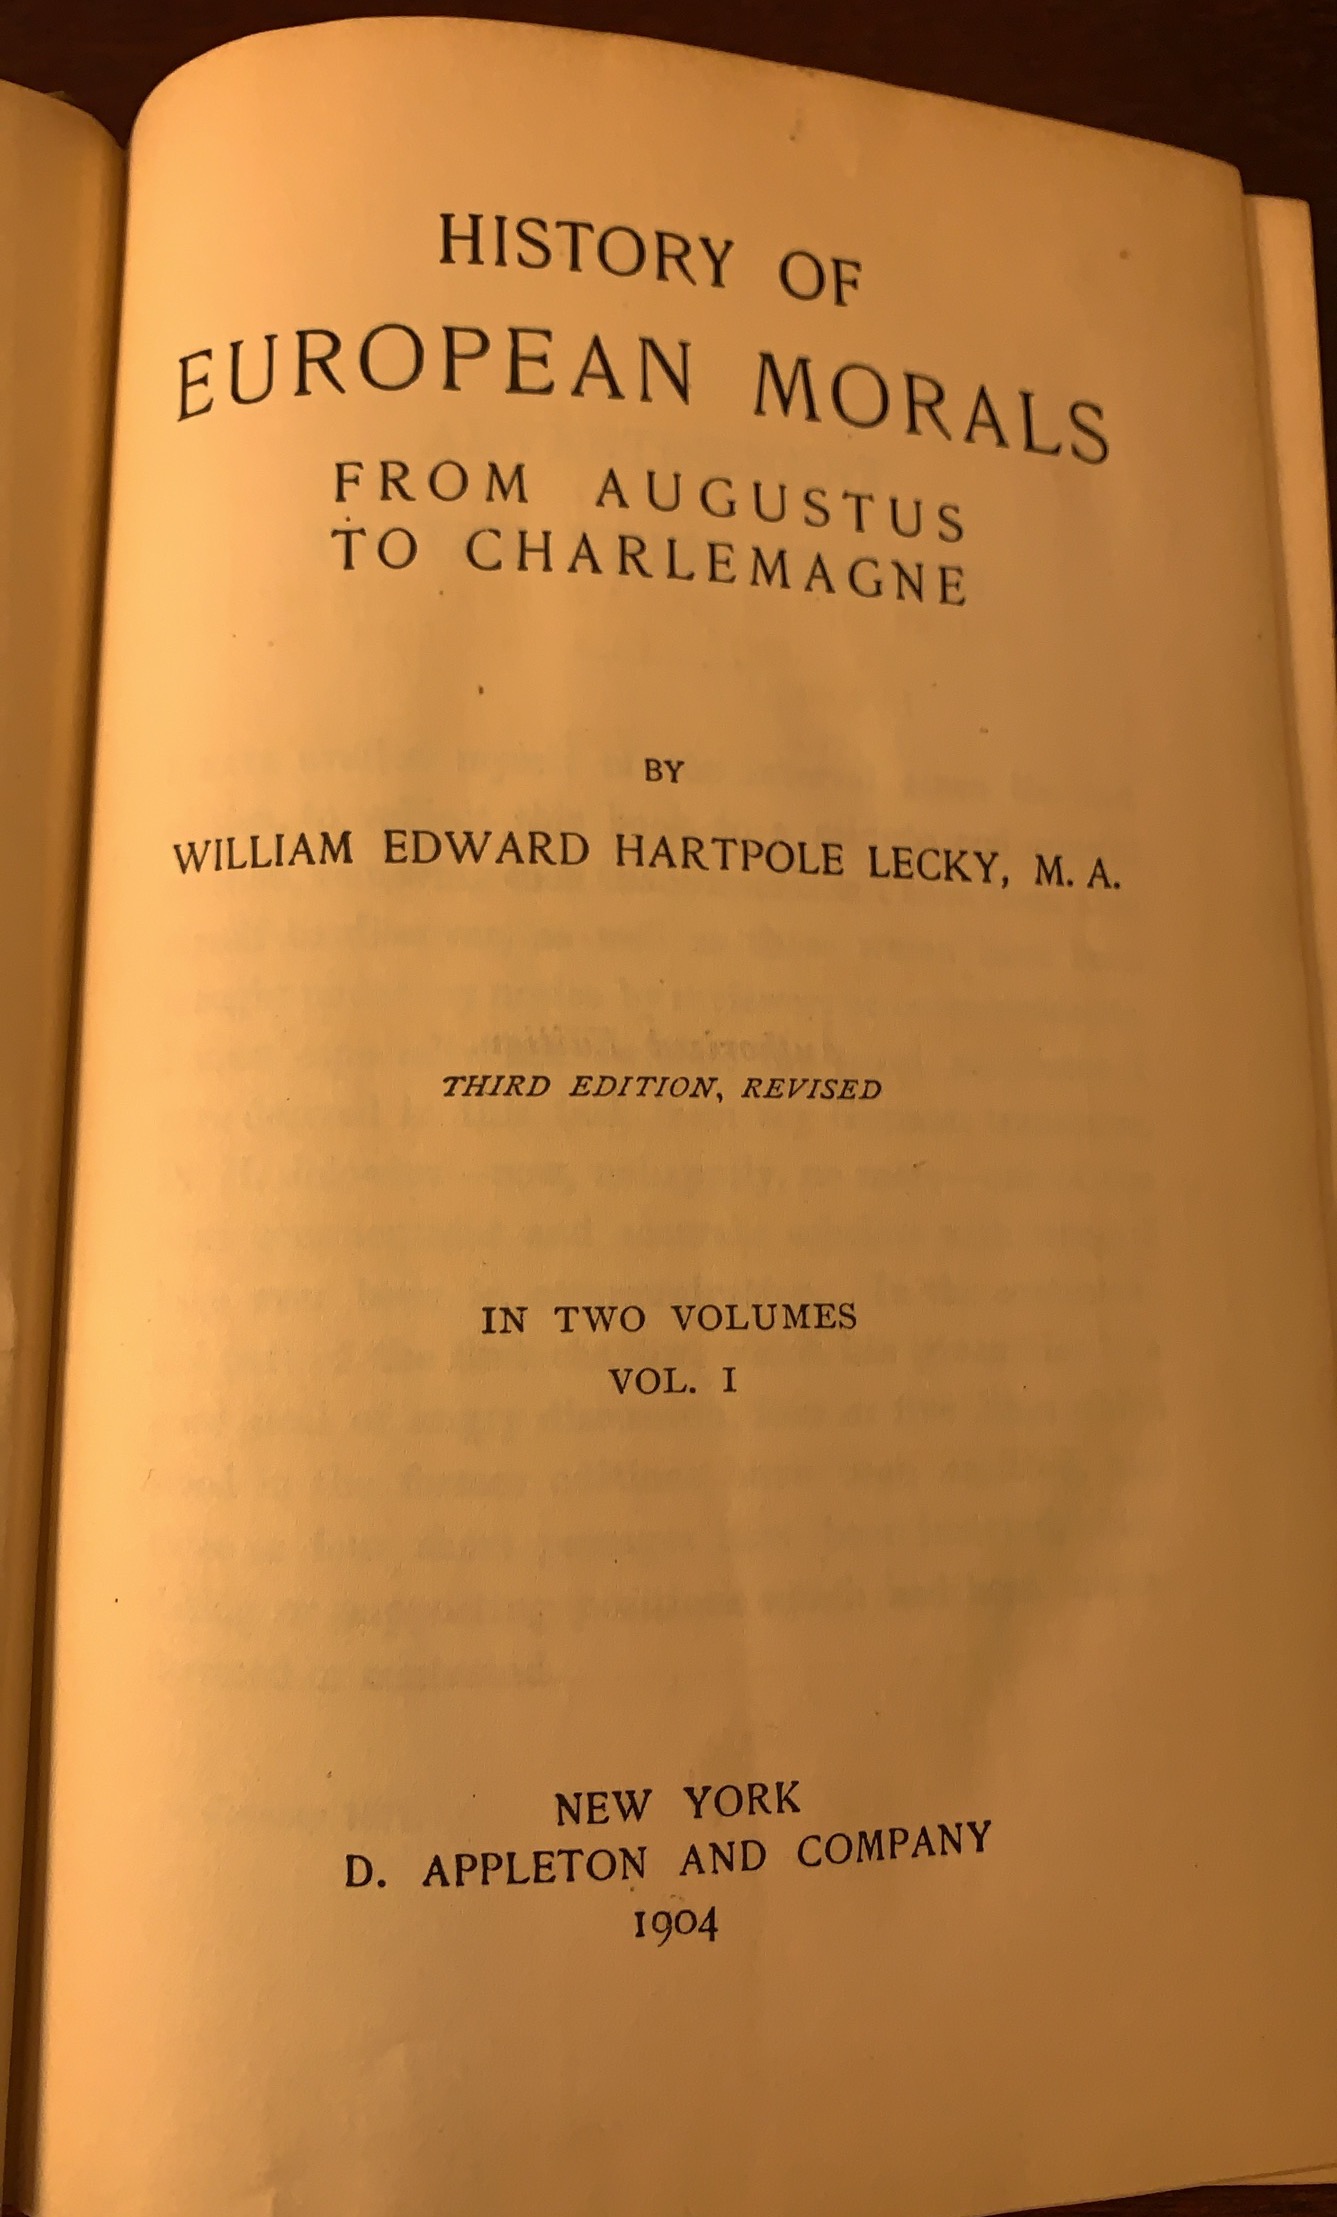 HISTORY OF
EUROPEAN MORALS
FROM AUGUSTUS
TO CHARLEMAGNE
BY
WILLIAM EDWARD HARTPOLE LECKY, M. A.
THIRD EDITION, REVISED
IN TWO VOLUMES
VOL. I
NEW YORK
D. APPLETON AND COMPANY
1904